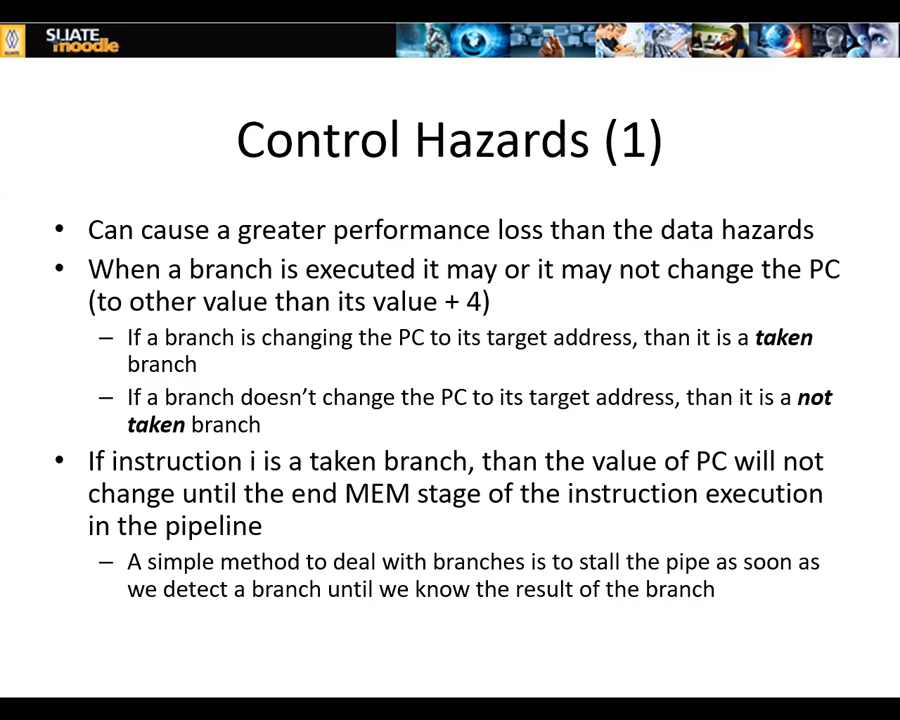 SLIATE
moodle
SLIATE
Control Hazards (1)
• Can cause a greater performance loss than the data hazards
• When a branch is executed it may or it may not change the PC
(to other value than its value + 4)
– If a branch is changing the PC to its target address, than it is a taken
branch
– If a branch doesn’t change the PC to its target address, than it is a not
taken branch
• If instruction i is a taken branch, than the value of PC will not
change until the end MEM stage of the instruction execution
in the pipeline
– A simple method to deal with branches is to stall the pipe as soon as
we detect a branch until we know the result of the branch